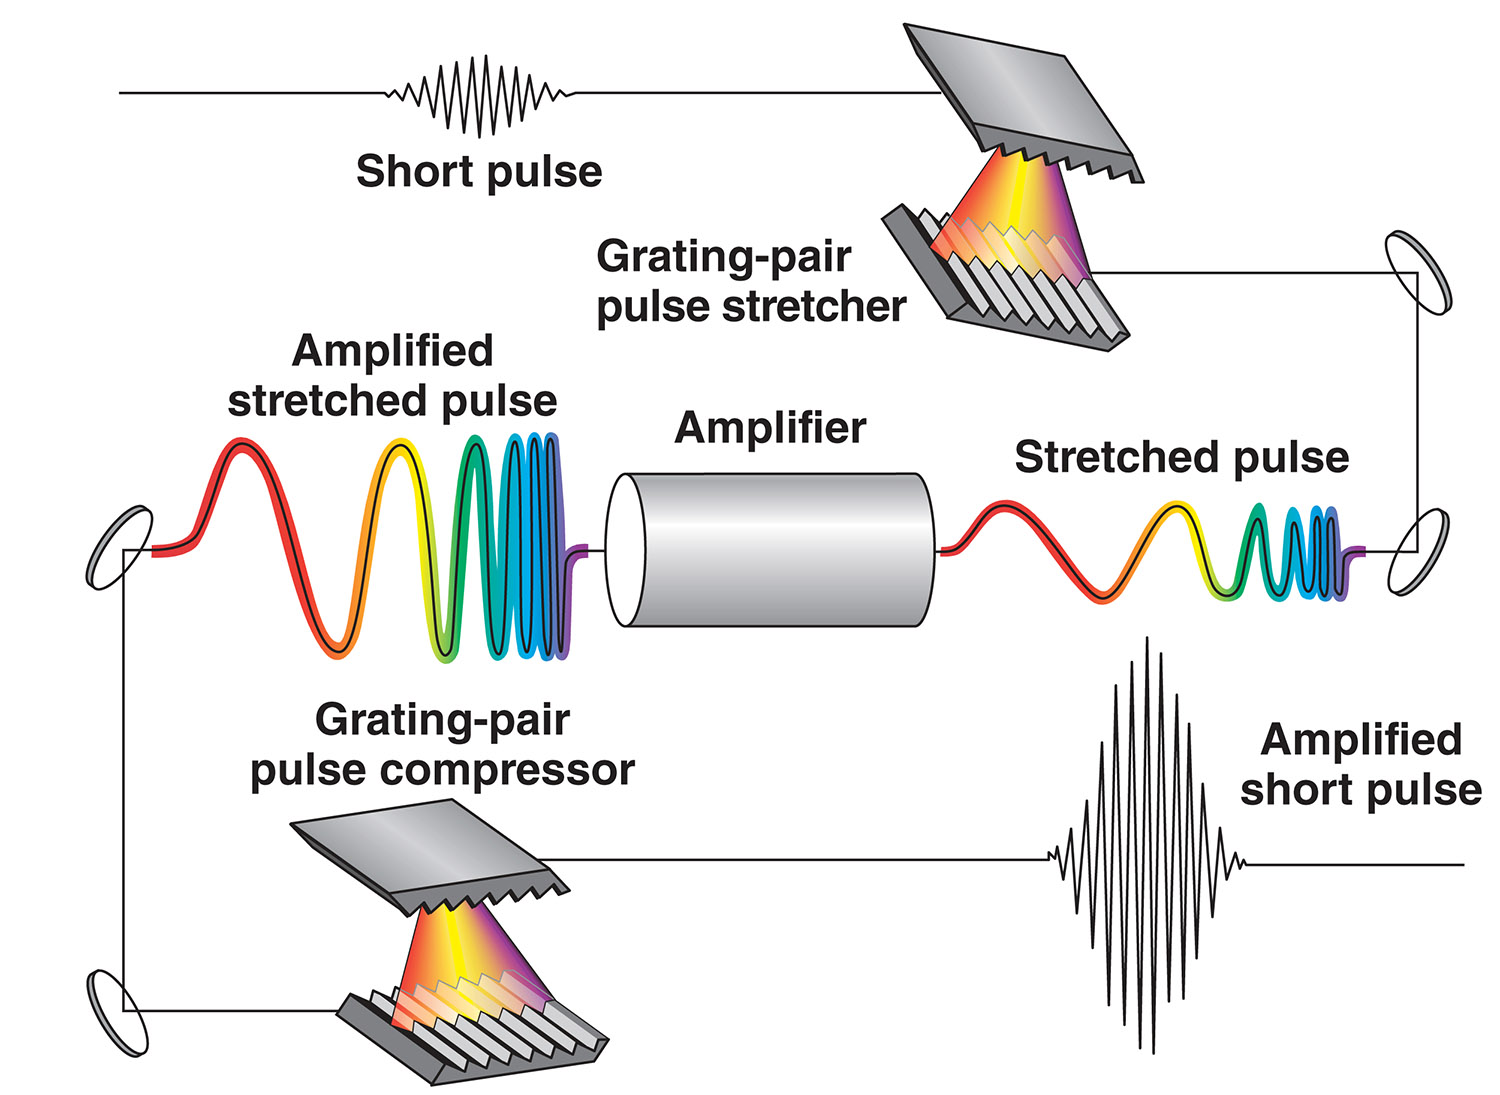 Short pulse
Grating-pair
pulse stretcher
Amplified
stretched pulse
Amplifier
Stretched pulse
Grating-pair
pulse compressor
Amplified
short pulse